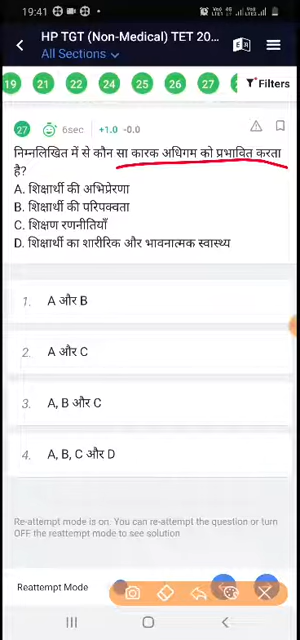 19:41
HP TGT (Non-Medical) TET 20...
All Sections
19 21 22 24 25 26 27 Filters
27 6sec +1.0 -0.0
निम्नलिखित में से कौन सा कारक अधिगम को प्रभावित करता
है?
A. शिक्षार्थी की अभिप्रेरणा
B. शिक्षार्थी की परिपक्वता
C. शिक्षण रणनीतियाँ
D. शिक्षार्थी का शारीरिक और भावनात्मक स्वास्थ्य
1. A और B
2. A और C
3. A, B और C
4. A, B, C और D
Re-attempt mode is on. You can re-attempt the question or turn
OFF the reattempt mode to see solution
Reattempt Mode